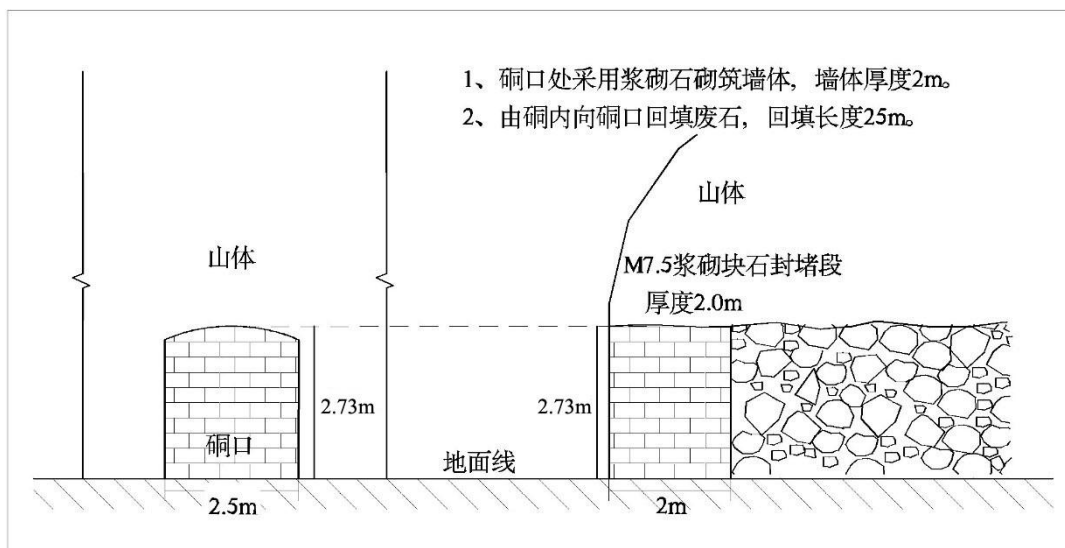 1、硐口处采用浆砌石砌筑墙体，墙体厚度2m。
2、由硐内向硐口回填废石，回填长度25m。
山体
山体
M7.5浆砌块石封堵段
厚度2.0m
2.73m
2.73m
硐口
地面线
2.5m
2m